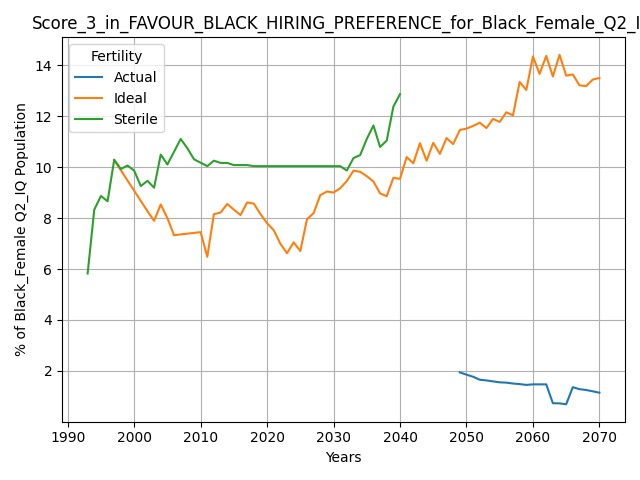 Score_3_in_FAVOUR_BLACK_HIRING_PREFERENCE_for_Black_Female_Q2_I
Fertility
Actual
Ideal
Sterile
% of Black_Female Q2_IQ Population
14
12
10
8
6
4
2
1990 2000 2010 2020 2030 2040 2050 2060 2070
Years